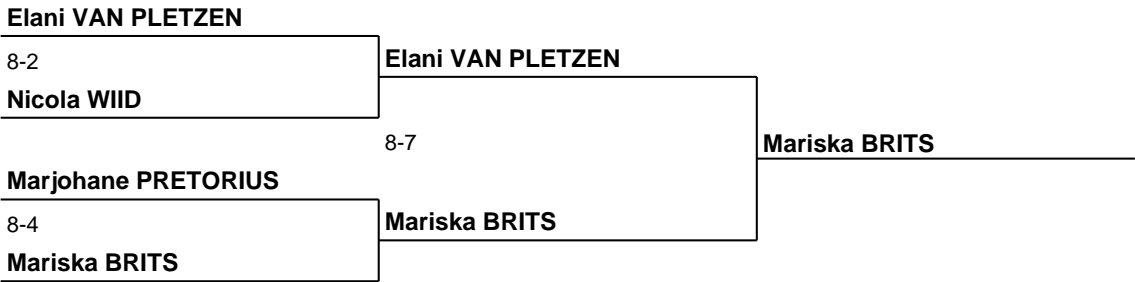 Elani VAN PLETZEN
8-2
Elani VAN PLETZEN
Nicola WIID
8-7
Mariska BRITS
Marjohane PRETORIUS
8-4
Mariska BRITS
Mariska BRITS